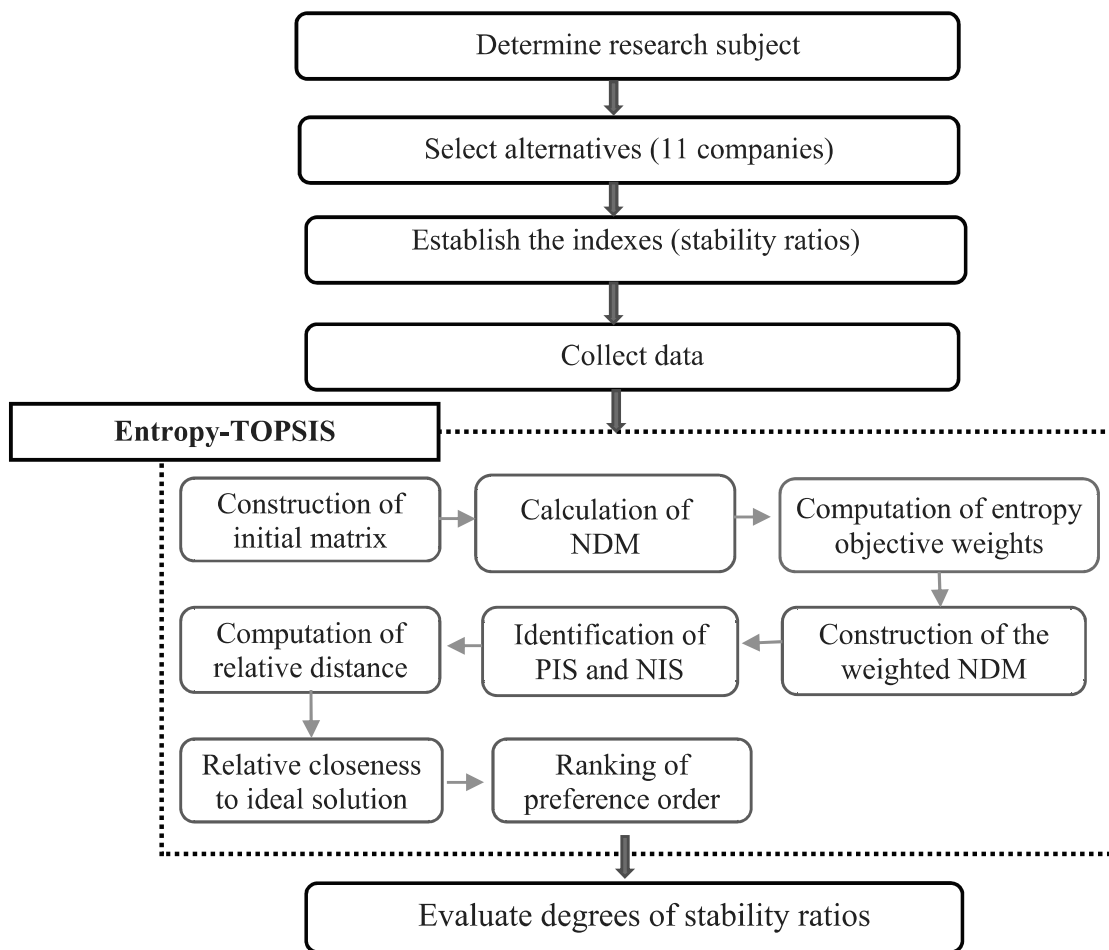 Determine research subject
Select alternatives (11 companies)
Establish the indexes (stability ratios)
Collect data
Entropy-TOPSIS
Construction of
initial matrix
Calculation of
NDM
Computation of entropy
objective weights
Construction of the
weighted NDM
Identification of
PIS and NIS
Computation of
relative distance
Relative closeness
to ideal solution
Ranking of
preference order
Evaluate degrees of stability ratios